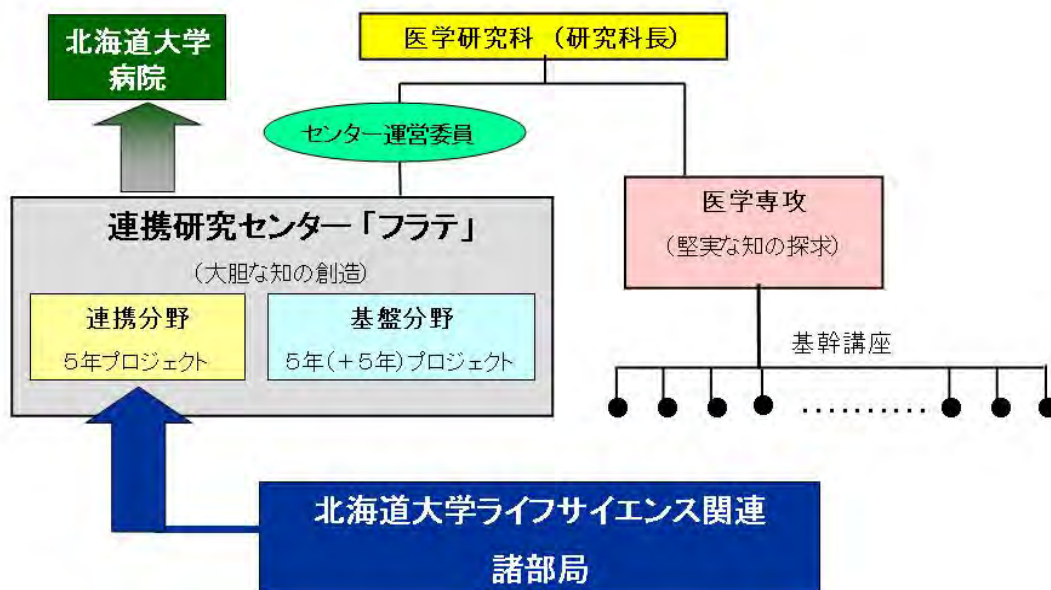 北海道大学
病院
医学研究科 (研究科長)
センター運営委員
連携研究センター「フラテ」
(大胆な知の創造)
連携分野
5年プロジェクト
基盤分野
5年(+5年)プロジェクト
医学専攻
(堅実な知の探求)
基幹講座
北海道大学ライフサイエンス関連
諸部局